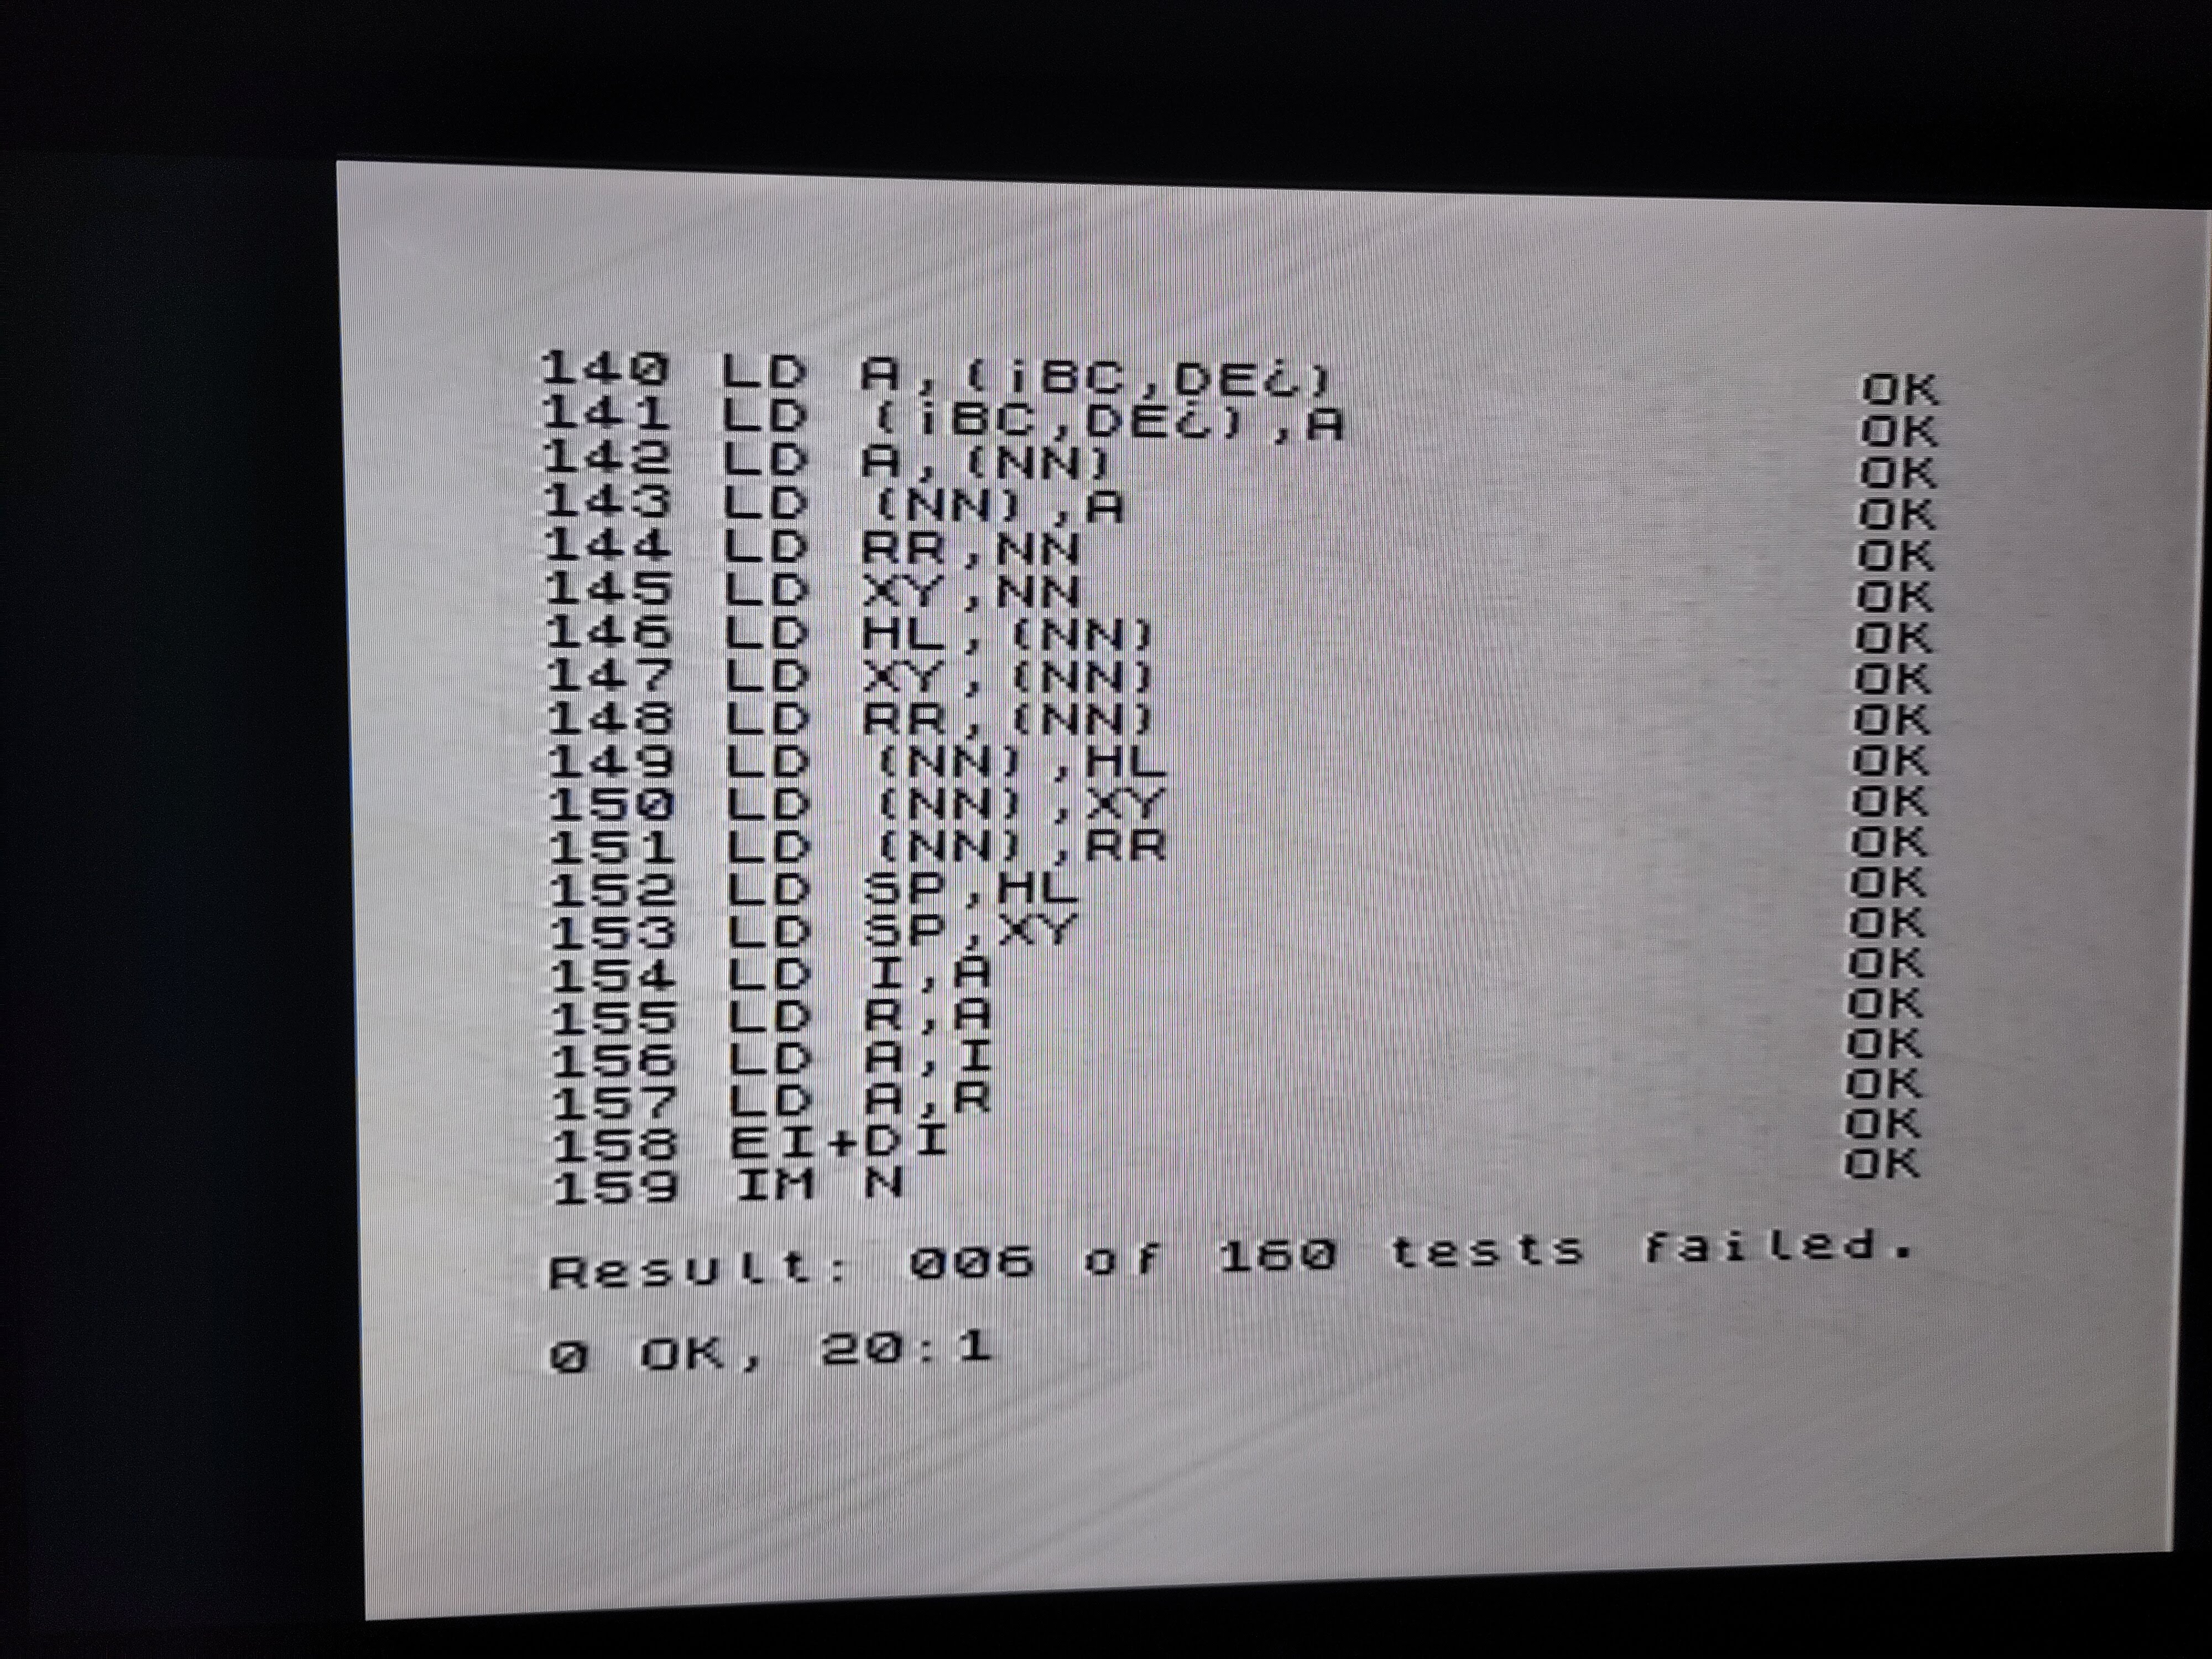 140 LD A,(¡BC,DE¿) OK
141 LD (¡BC,DE¿),A OK
142 LD A,(NN) OK
143 LD (NN),A OK
144 LD RR,NN OK
145 LD XY,NN OK
146 LD HL,(NN) OK
147 LD XY,(NN) OK
148 LD RR,(NN) OK
149 LD (NN),HL OK
150 LD (NN),XY OK
151 LD (NN),RR OK
152 LD SP,HL OK
153 LD SP,XY OK
154 LD I,A OK
155 LD R,A OK
156 LD A,I OK
157 LD A,R OK
158 EI+DI OK
159 IM N OK
Result: 006 of 160 tests failed.
0 OK, 20:1